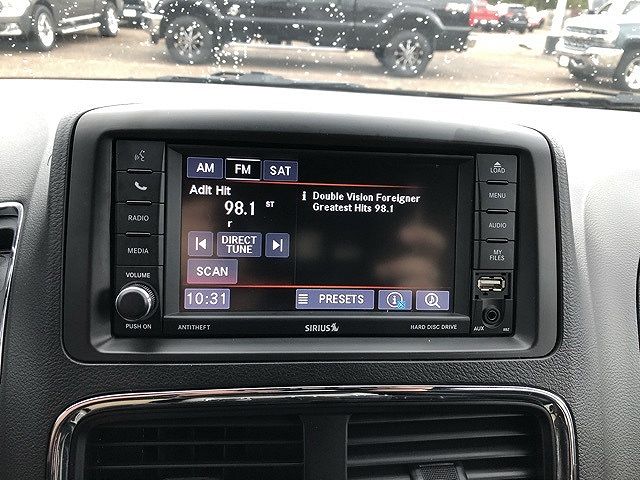 AM FM SAT
Adlt Hit
98.1 ST
r
i Double Vision Foreigner
Greatest Hits 98.1
DIRECT
TUNE
SCAN
10:31
PRESETS
RADIO
MEDIA
VOLUME
PUSH ON
LOAD
MENU
AUDIO
MY
FILES
AUX
ANTITHEFT
SIRIUS
HARD DISC DRIVE